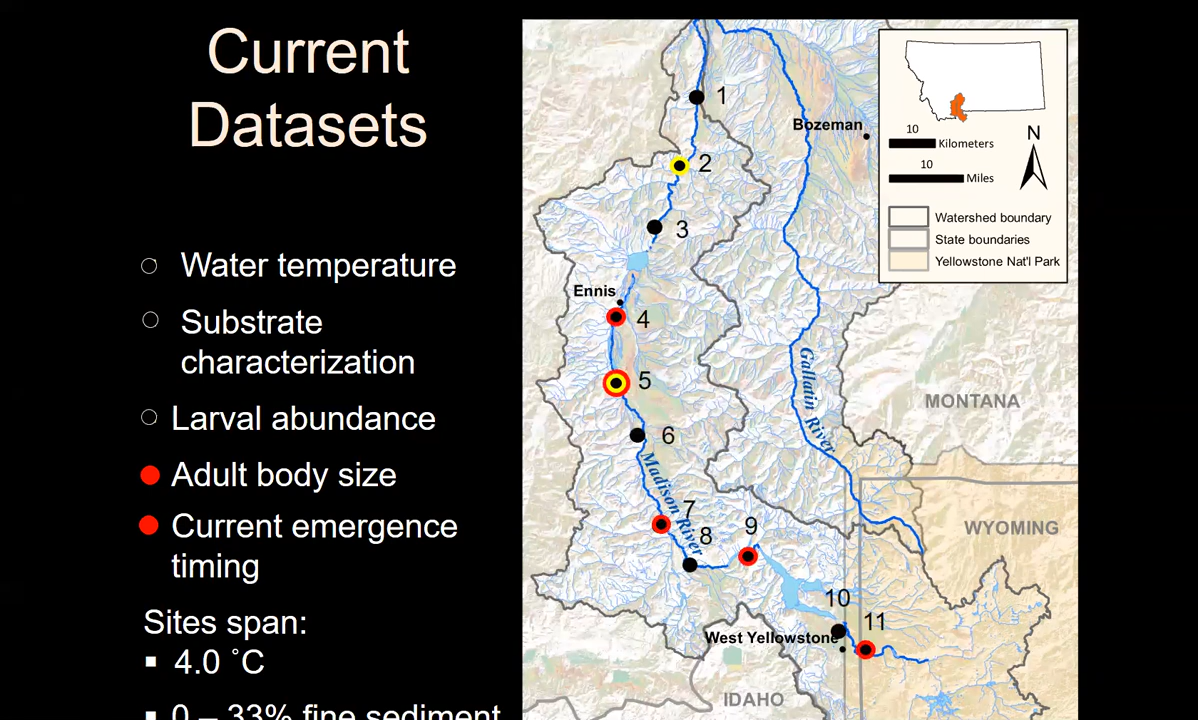 Current
Datasets
Water temperature
Substrate
characterization
Larval abundance
Adult body size
Current emergence
timing
Sites span:
4.0 ˚C
0 – 33% fine sediment
1
2
3
Ennis
4
5
6
Madison River
7
8
9
10
11
West Yellowstone
Bozeman
Gallatin River
MONTANA
WYOMING
IDAHO
10
Kilometers
10
Miles
N
Watershed boundary
State boundaries
Yellowstone Nat'l Park